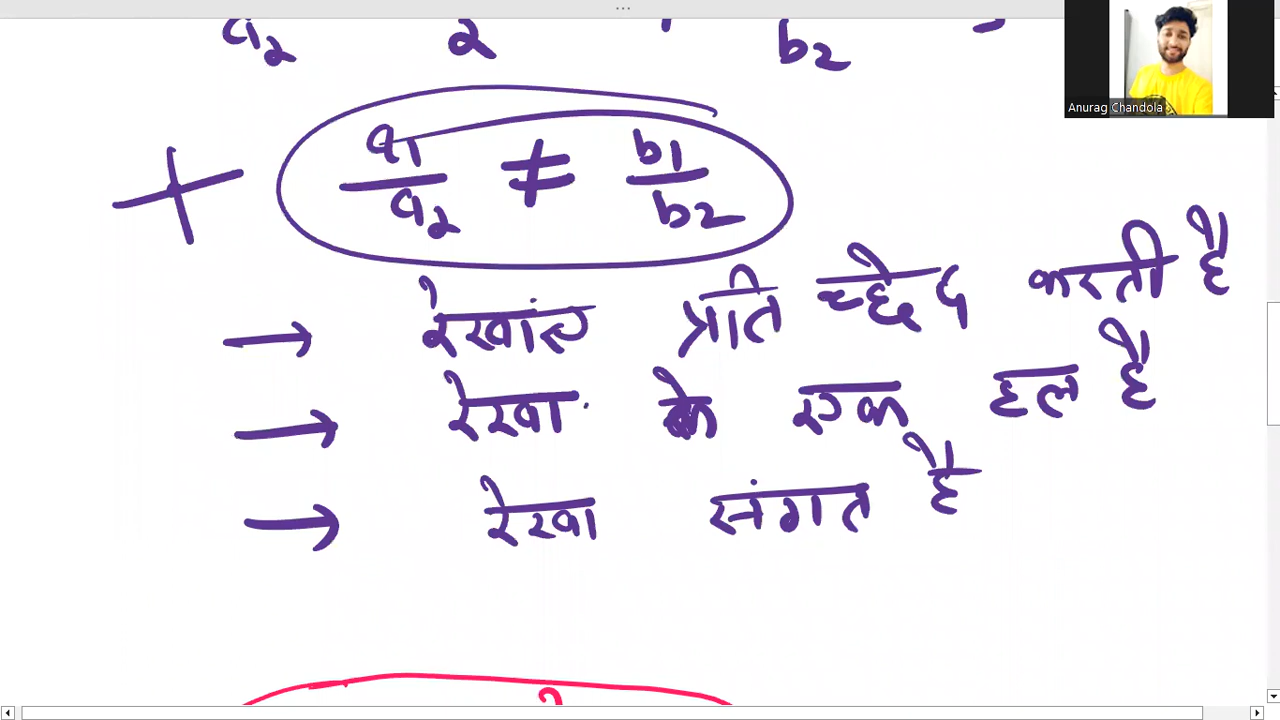 a₂ 2 b₂
Anurag Chandola
a₁/a₂ ≠ b₁/b₂
→ रेखांए प्रति च्छेद करती है
→ रेखा के एक हल है
→ रेखा संगत है